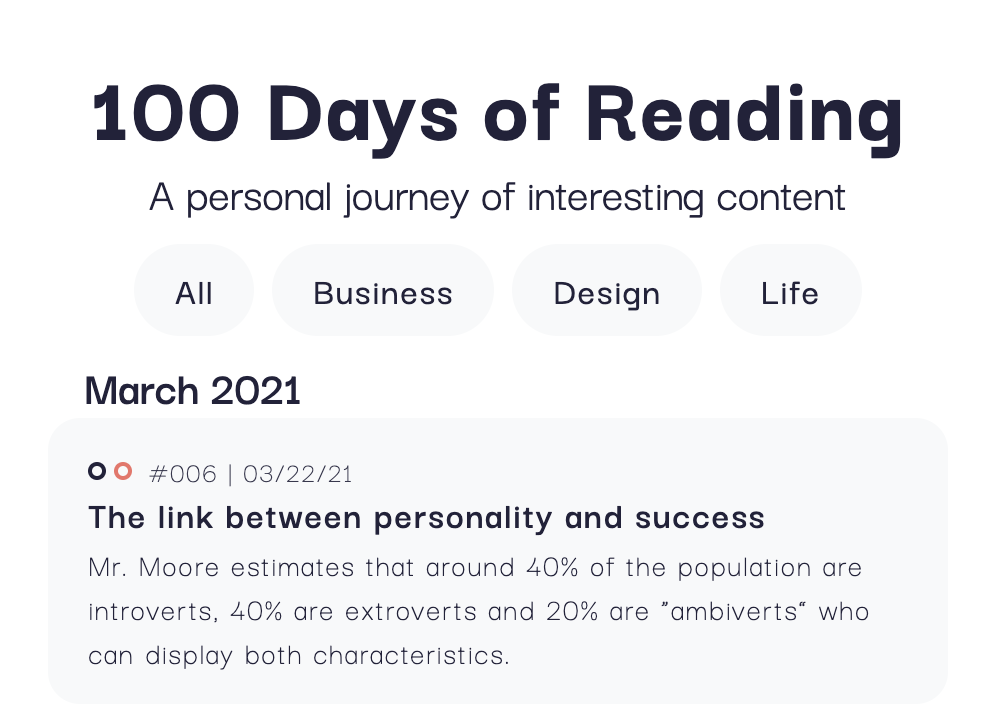 100 Days of Reading
A personal journey of interesting content
All Business Design Life
March 2021
#006 | 03/22/21
The link between personality and success
Mr. Moore estimates that around 40% of the population are
introverts, 40% are extroverts and 20% are ”ambiverts“ who
can display both characteristics.